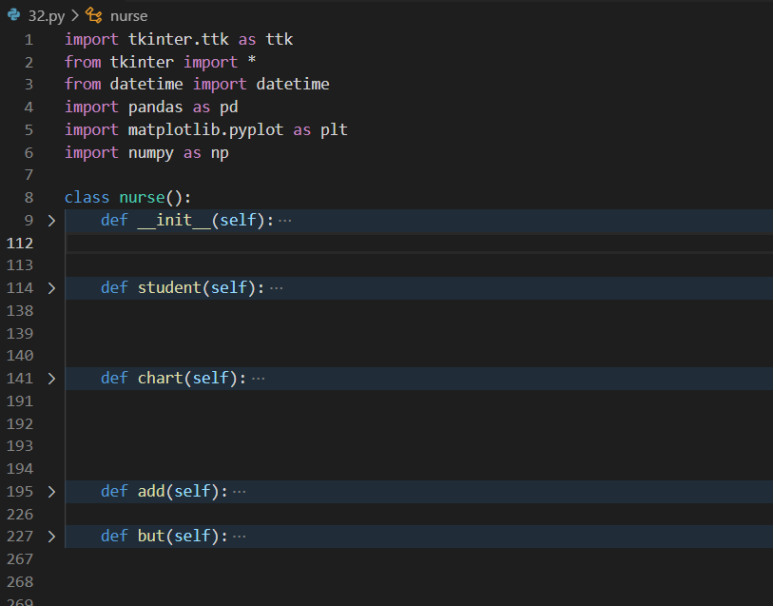 32.py > nurse
1 import tkinter.ttk as ttk
2 from tkinter import *
3 from datetime import datetime
4 import pandas as pd
5 import matplotlib.pyplot as plt
6 import numpy as np
7
8 class nurse():
9 > def __init__(self):···
112
113
114 > def student(self):···
138
139
140
141 > def chart(self):···
191
192
193
194
195 > def add(self):···
226
227 > def but(self):···
267
268
269